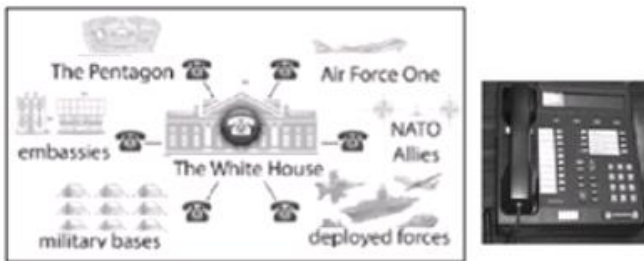 The Pentagon
Air Force One
embassies
The White House
NATO
Allies
military bases
deployed forces